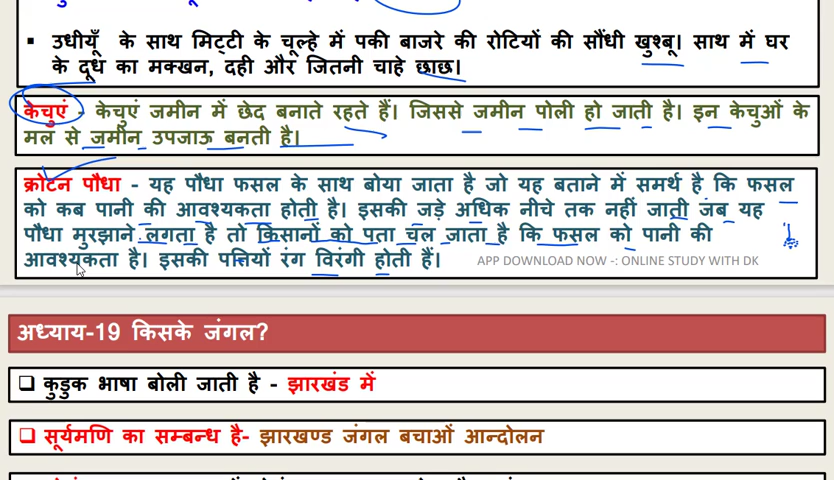 ▪ उधीयूँ के साथ मिट्टी के चूल्हे में पकी बाजरे की रोटियों की सौंधी खुश्बू। साथ में घर
के दूध का मक्खन, दही और जितनी चाहे छाछ।
केचुएं - केचुएं जमीन में छेद बनाते रहते हैं। जिससे जमीन पोली हो जाती है। इन केचुओं के
मल से जमीन उपजाऊ बनती है।
क्रोटन पौधा - यह पौधा फसल के साथ बोया जाता है जो यह बताने में समर्थ है कि फसल
को कब पानी की आवश्यकता होती है। इसकी जड़े अधिक नीचे तक नहीं जाती जब यह
पौधा मुरझाने लगता है तो किसानों को पता चल जाता है कि फसल को पानी की
आवश्यकता है। इसकी पत्तियों रंग विरंगी होती हैं।
APP DOWNLOAD NOW -: ONLINE STUDY WITH DK
अध्याय-19 किसके जंगल?
❑ कुडुक भाषा बोली जाती है - झारखंड में
❑ सूर्यमणि का सम्बन्ध है- झारखण्ड जंगल बचाओं आन्दोलन